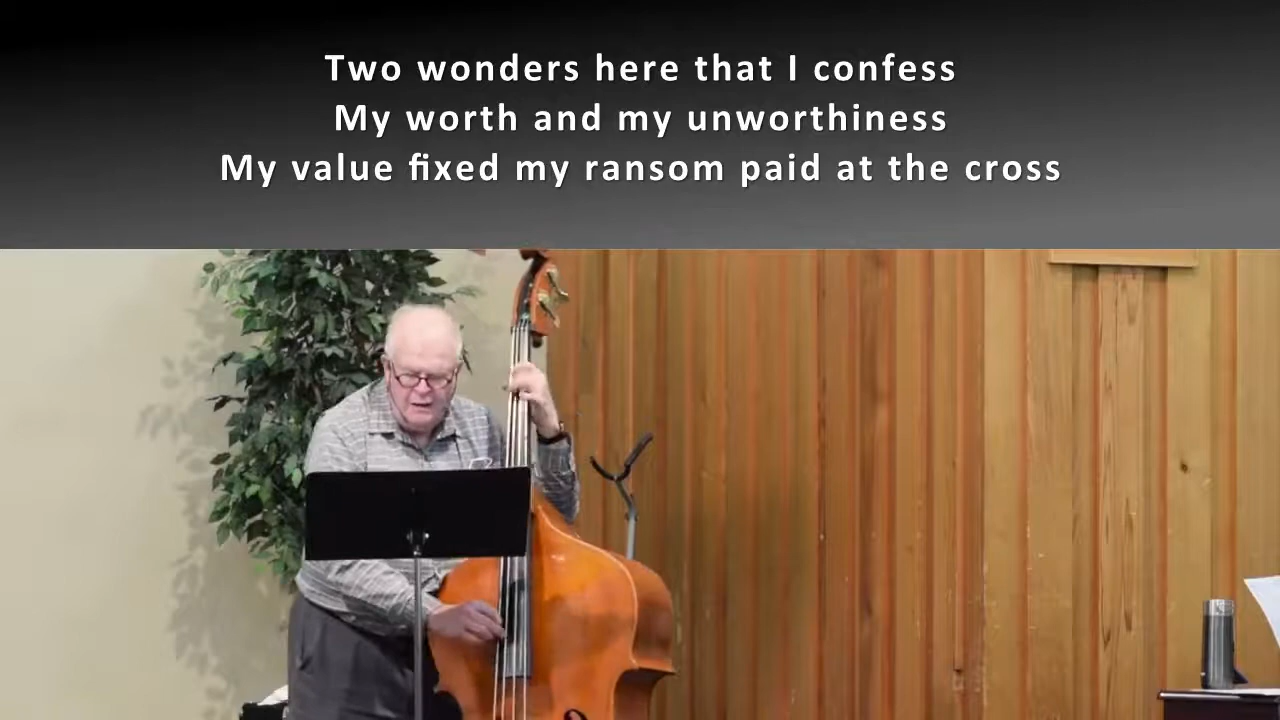 Two wonders here that I confess
My worth and my unworthiness
My value fixed my ransom paid at the cross